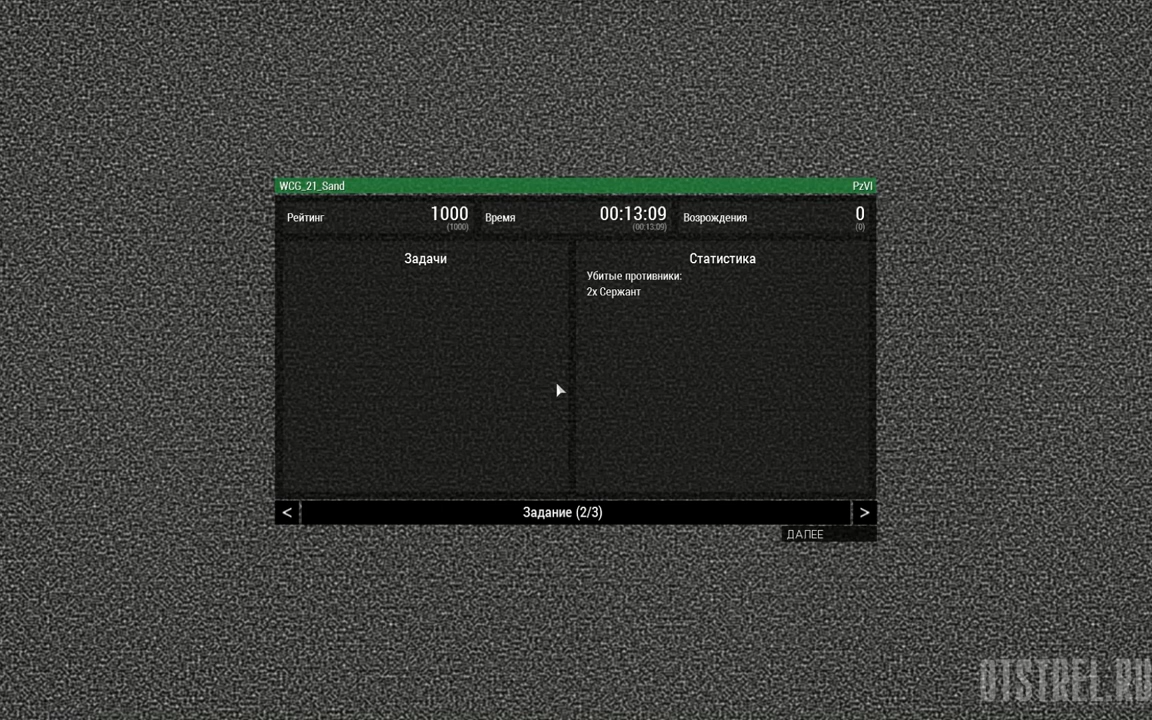 WCG_21_Sand PzVI
Рейтинг 1000 Время 00:13:09 Возрождения 0
(1000) (00:13:09) (0)
Задачи Статистика
Убитые противники:
2x Сержант
< Задание (2/3) >
ДАЛЕЕ
OTSTREL.RU